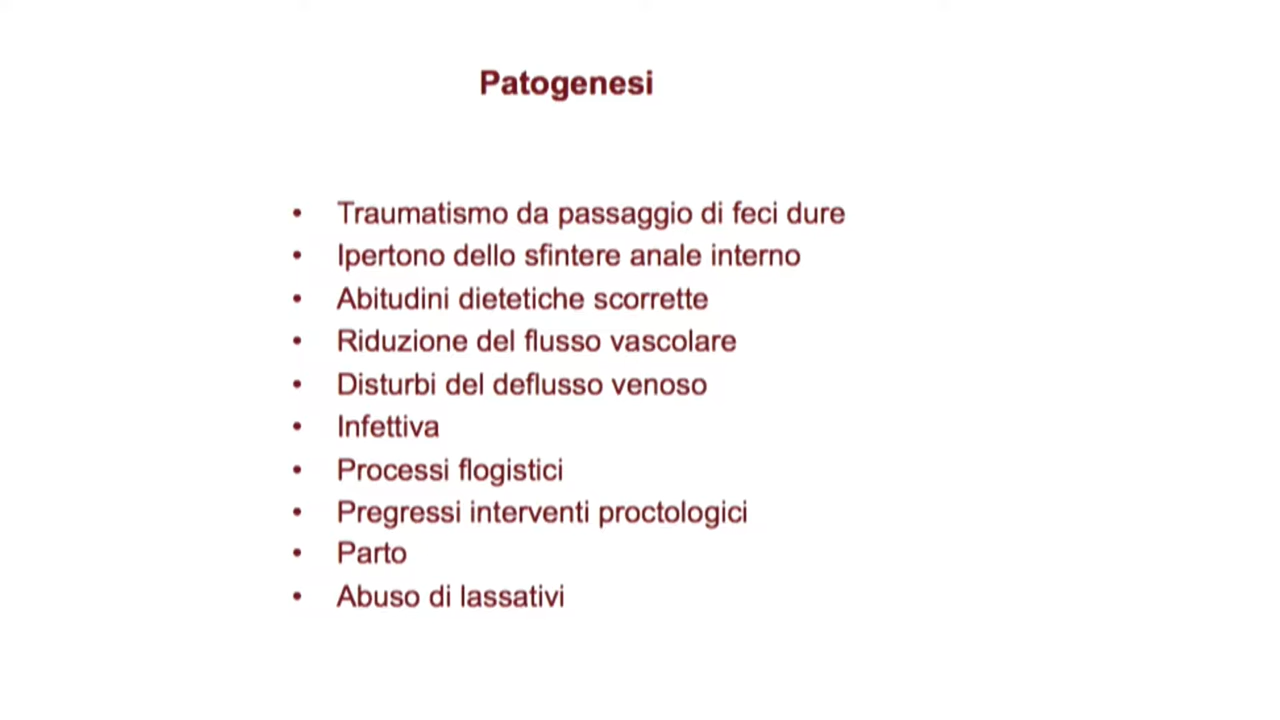 Patogenesi
• Traumatismo da passaggio di feci dure
• Ipertono dello sfintere anale interno
• Abitudini dietetiche scorrette
• Riduzione del flusso vascolare
• Disturbi del deflusso venoso
• Infettiva
• Processi flogistici
• Pregressi interventi proctologici
• Parto
• Abuso di lassativi